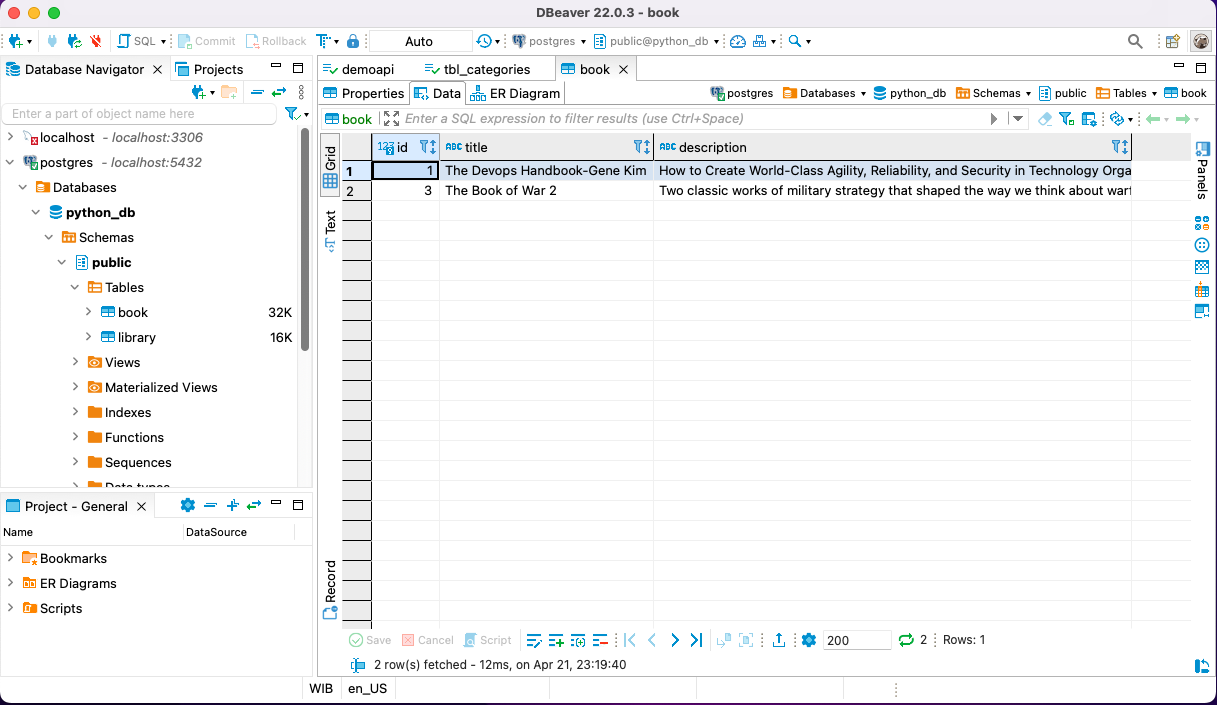 DBeaver 22.0.3 - book
SQL Commit Rollback Auto postgres public@python_db
Database Navigator Projects
Enter a part of object name here
localhost - localhost:3306
postgres - localhost:5432
Databases
python_db
Schemas
public
Tables
book 32K
library 16K
Views
Materialized Views
Indexes
Functions
Sequences
Data types
Project - General
Name DataSource
Bookmarks
ER Diagrams
Scripts
demoapi tbl_categories book
Properties Data ER Diagram postgres Databases python_db Schemas public Tables book
book Enter a SQL expression to filter results (use Ctrl+Space)
Grid
Text
Record
123 id ABC title ABC description
1 1 The Devops Handbook-Gene Kim How to Create World-Class Agility, Reliability, and Security in Technology Orga
2 3 The Book of War 2 Two classic works of military strategy that shaped the way we think about warf
Panels
Save Cancel Script 200 2 Rows: 1
2 row(s) fetched - 12ms, on Apr 21, 23:19:40
WIB en_US